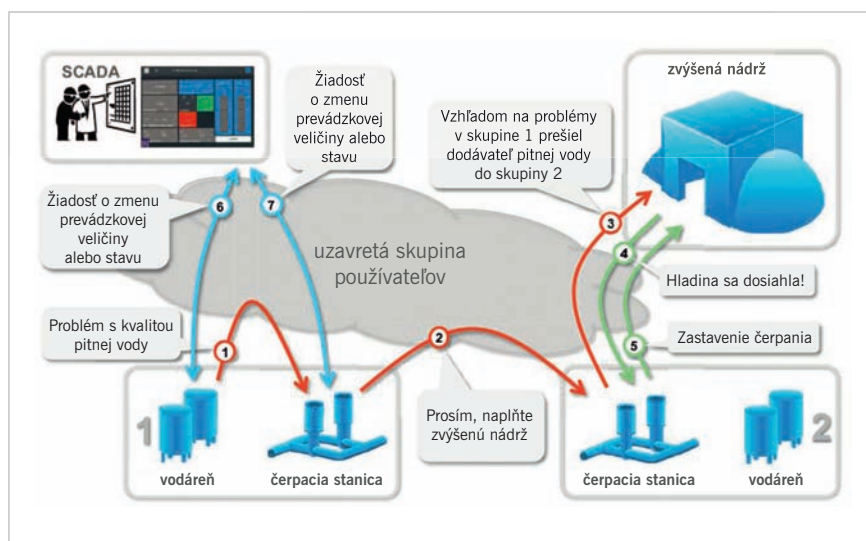 SCADA
Žiadosť
o zmenu
prevádzkovej
veličiny alebo
stavu
7
Žiadosť o zmenu
prevádzkovej
veličiny
alebo stavu
6
Vzhľadom na problémy
v skupine 1 prešiel
dodávateľ pitnej vody
do skupiny 2
3
zvýšená nádrž
uzavretá skupina
používateľov
4
Hladina sa dosiahla!
Problém s kvalitou
pitnej vody
1
2
5
Zastavenie čerpania
Prosím, naplňte
zvýšenú nádrž
1
vodáreň
čerpacia stanica
čerpacia stanica
vodáreň
2